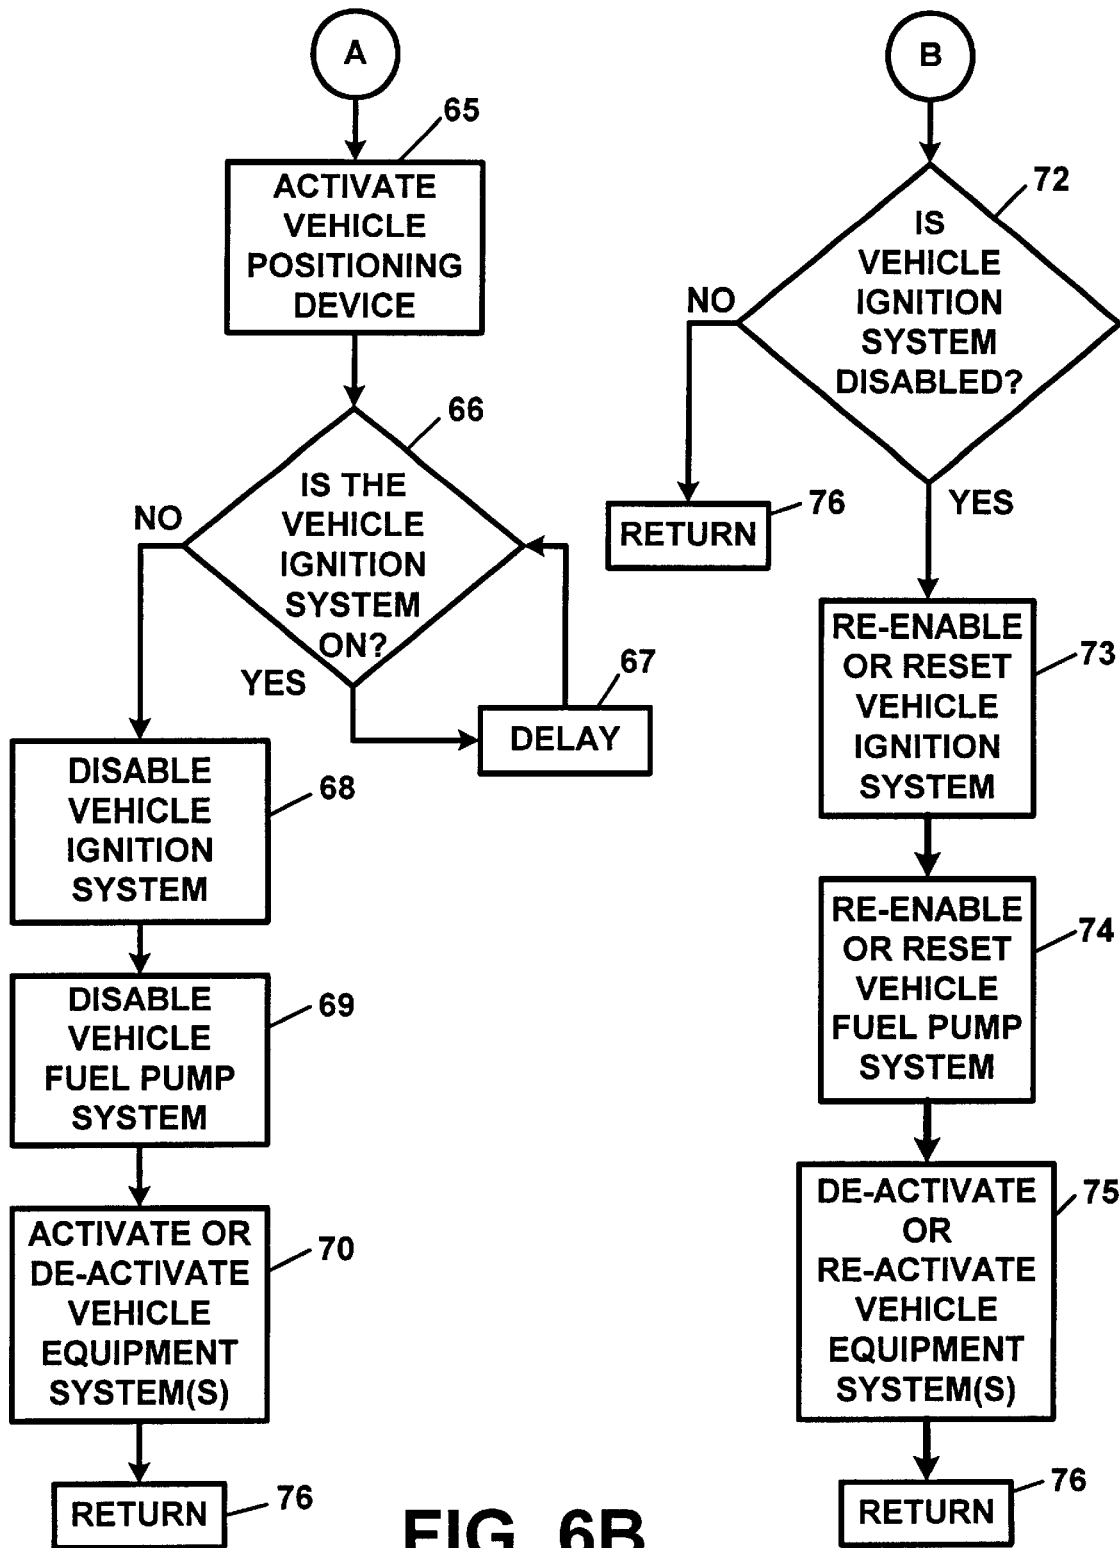 A
65
ACTIVATE
VEHICLE
POSITIONING
DEVICE
66
IS THE
VEHICLE
IGNITION
SYSTEM
ON?
NO
YES
67
DELAY
DISABLE
VEHICLE
IGNITION
SYSTEM
68
DISABLE
VEHICLE
FUEL PUMP
SYSTEM
69
ACTIVATE OR
DE-ACTIVATE
VEHICLE
EQUIPMENT
SYSTEM(S)
70
RETURN
76
B
72
IS
VEHICLE
IGNITION
SYSTEM
DISABLED?
NO
76
RETURN
YES
RE-ENABLE
OR RESET
VEHICLE
IGNITION
SYSTEM
73
RE-ENABLE
OR RESET
VEHICLE
FUEL PUMP
SYSTEM
74
DE-ACTIVATE
OR
RE-ACTIVATE
VEHICLE
EQUIPMENT
SYSTEM(S)
75
RETURN
76
FIG. 6B